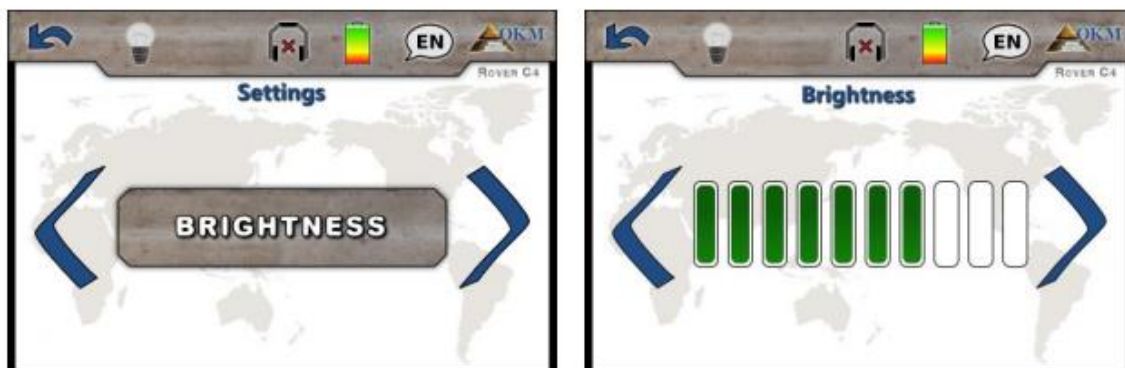 EN
OKM
ROVER C4
Settings
BRIGHTNESS
EN
OKM
ROVER C4
Brightness